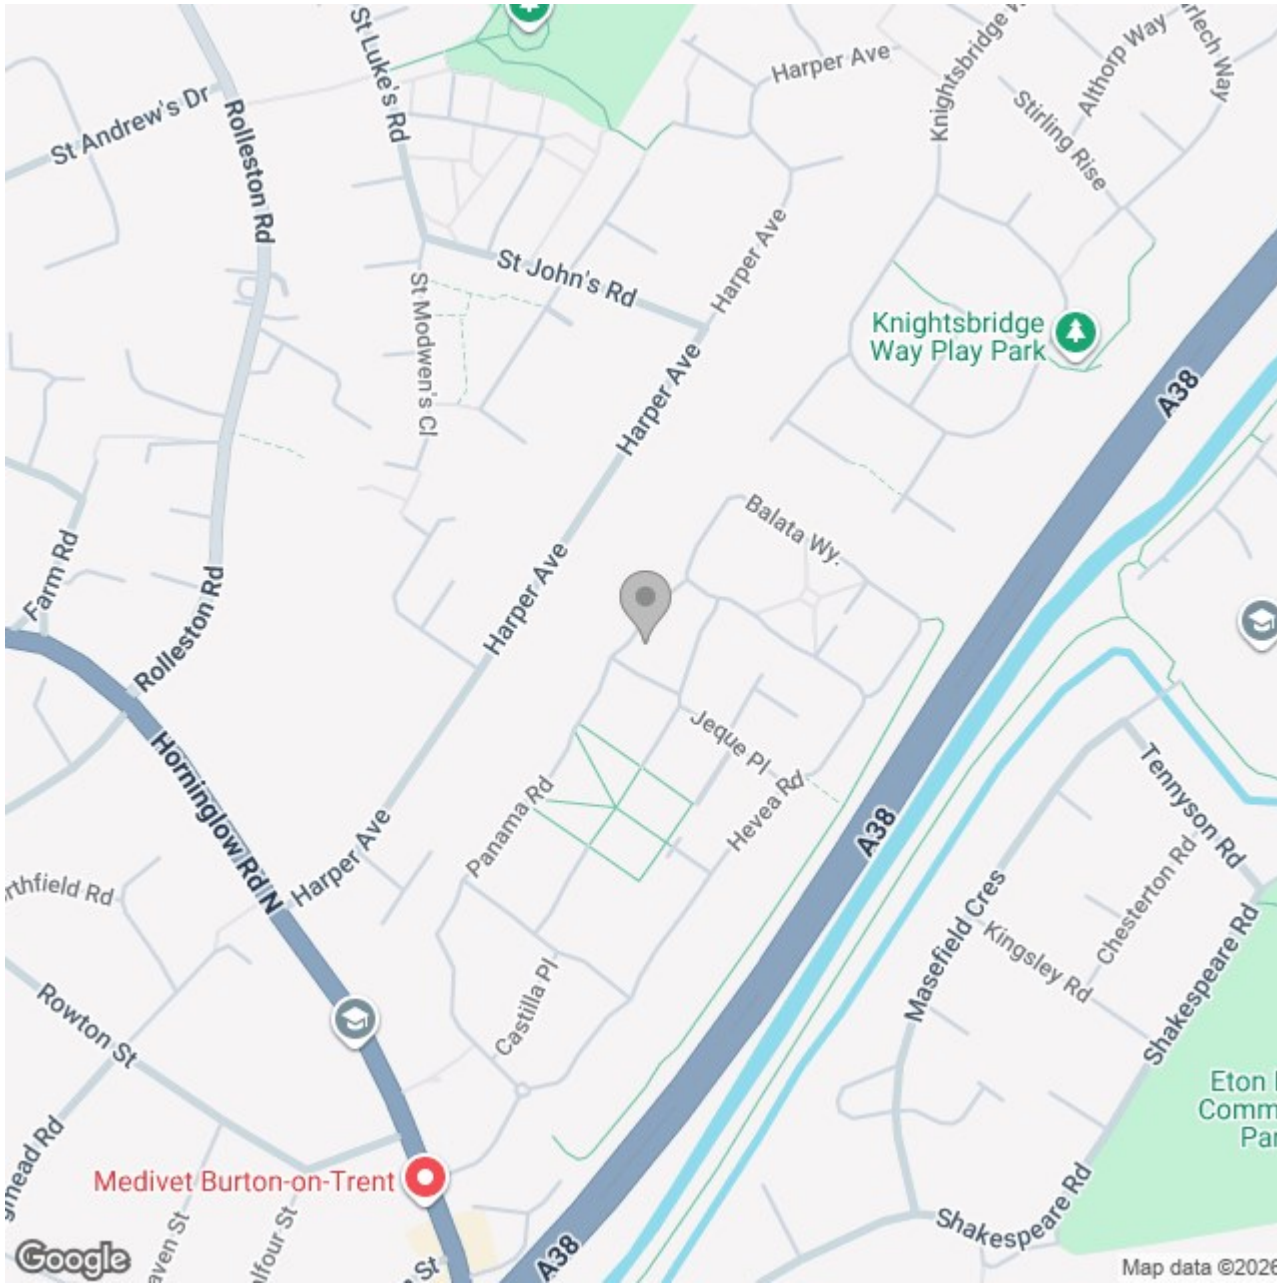 St Luke's Rd
Harper Ave
Knightsbridge W
Althorp Way
rlech Way
Stirling Rise
St Andrew's Dr
Rolleston Rd
St John's Rd
Harper Ave
St Modwen's Cl
Knightsbridge
Way Play Park
A38
Harper Ave
Balata Wy.
Farm Rd
Harper Ave
Rolleston Rd
Jeque Pl
Horninglow Rd N
Panama Rd
Hevea Rd
A38
Tennyson Rd
Harper Ave
rthfield Rd
Chesterton Rd
Masefield Cres
Kingsley Rd
Shakespeare Rd
Castilla Pl
Rowton St
Eton
Comm
Par
Medivet Burton-on-Trent
Shakespeare Rd
A38
Google
Map data ©2026